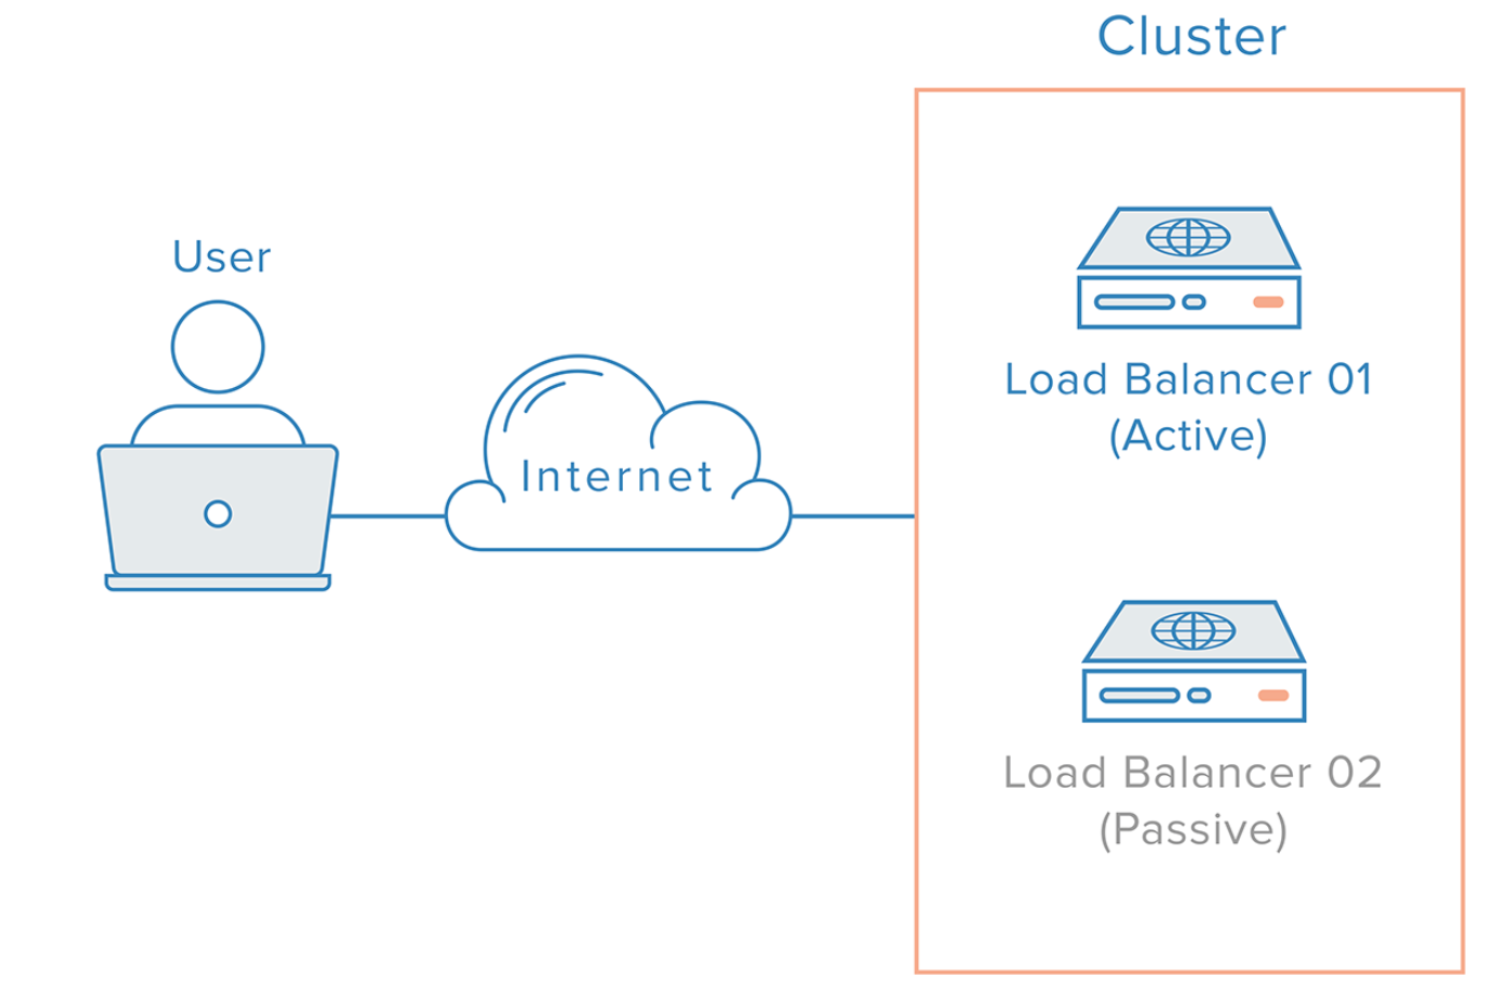 Cluster
User
Internet
Load Balancer 01
(Active)
Load Balancer 02
(Passive)